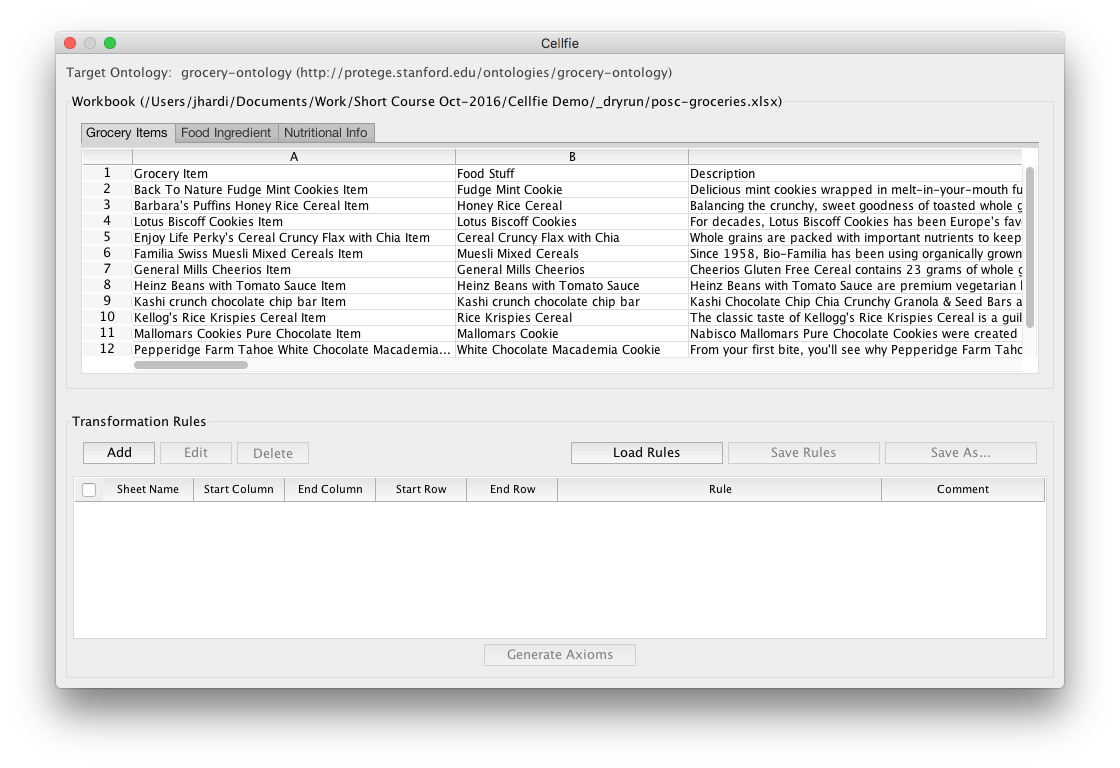 Cellfie
Target Ontology: grocery-ontology (http://protege.stanford.edu/ontologies/grocery-ontology)
Workbook (/Users/jhardi/Documents/Work/Short Course Oct-2016/Cellfie Demo/_dryrun/posc-groceries.xlsx)
Grocery Items Food Ingredient Nutritional Info
A B
1 Grocery Item Food Stuff Description
2 Back To Nature Fudge Mint Cookies Item Fudge Mint Cookie Delicious mint cookies wrapped in melt-in-your-mouth fu
3 Barbara's Puffins Honey Rice Cereal Item Honey Rice Cereal Balancing the crunchy, sweet goodness of toasted whole g
4 Lotus Biscoff Cookies Item Lotus Biscoff Cookies For decades, Lotus Biscoff Cookies has been Europe's fav
5 Enjoy Life Perky's Cereal Cruncy Flax with Chia Item Cereal Cruncy Flax with Chia Whole grains are packed with important nutrients to keep
6 Familia Swiss Muesli Mixed Cereals Item Muesli Mixed Cereals Since 1958, Bio-Familia has been using organically grown
7 General Mills Cheerios Item General Mills Cheerios Cheerios Gluten Free Cereal contains 23 grams of whole g
8 Heinz Beans with Tomato Sauce Item Heinz Beans with Tomato Sauce Heinz Beans with Tomato Sauce are premium vegetarian
9 Kashi crunch chocolate chip bar Item Kashi crunch chocolate chip bar Kashi Chocolate Chip Chia Crunchy Granola & Seed Bars a
10 Kellog's Rice Krispies Cereal Item Rice Krispies Cereal The classic taste of Kellogg's Rice Krispies Cereal is a guil
11 Mallomars Cookies Pure Chocolate Item Mallomars Cookie Nabisco Mallomars Pure Chocolate Cookies were created
12 Pepperidge Farm Tahoe White Chocolate Macademia... White Chocolate Macademia Cookie From your first bite, you'll see why Pepperidge Farm Taho
Transformation Rules
Add Edit Delete Load Rules Save Rules Save As...
Sheet Name Start Column End Column Start Row End Row Rule Comment
Generate Axioms